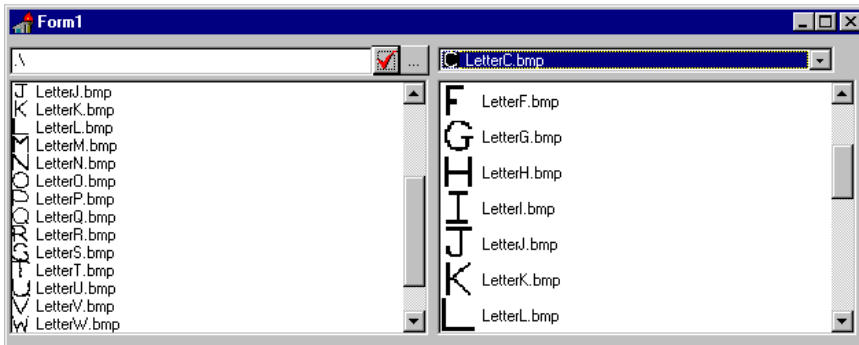 Form1
.\
...
C LetterC.bmp
J LetterJ.bmp
K LetterK.bmp
L LetterL.bmp
M LetterM.bmp
N LetterN.bmp
O LetterO.bmp
P LetterP.bmp
Q LetterQ.bmp
R LetterR.bmp
S LetterS.bmp
T LetterT.bmp
U LetterU.bmp
V LetterV.bmp
W LetterW.bmp
F LetterF.bmp
G LetterG.bmp
H LetterH.bmp
I LetterI.bmp
J LetterJ.bmp
K LetterK.bmp
L LetterL.bmp